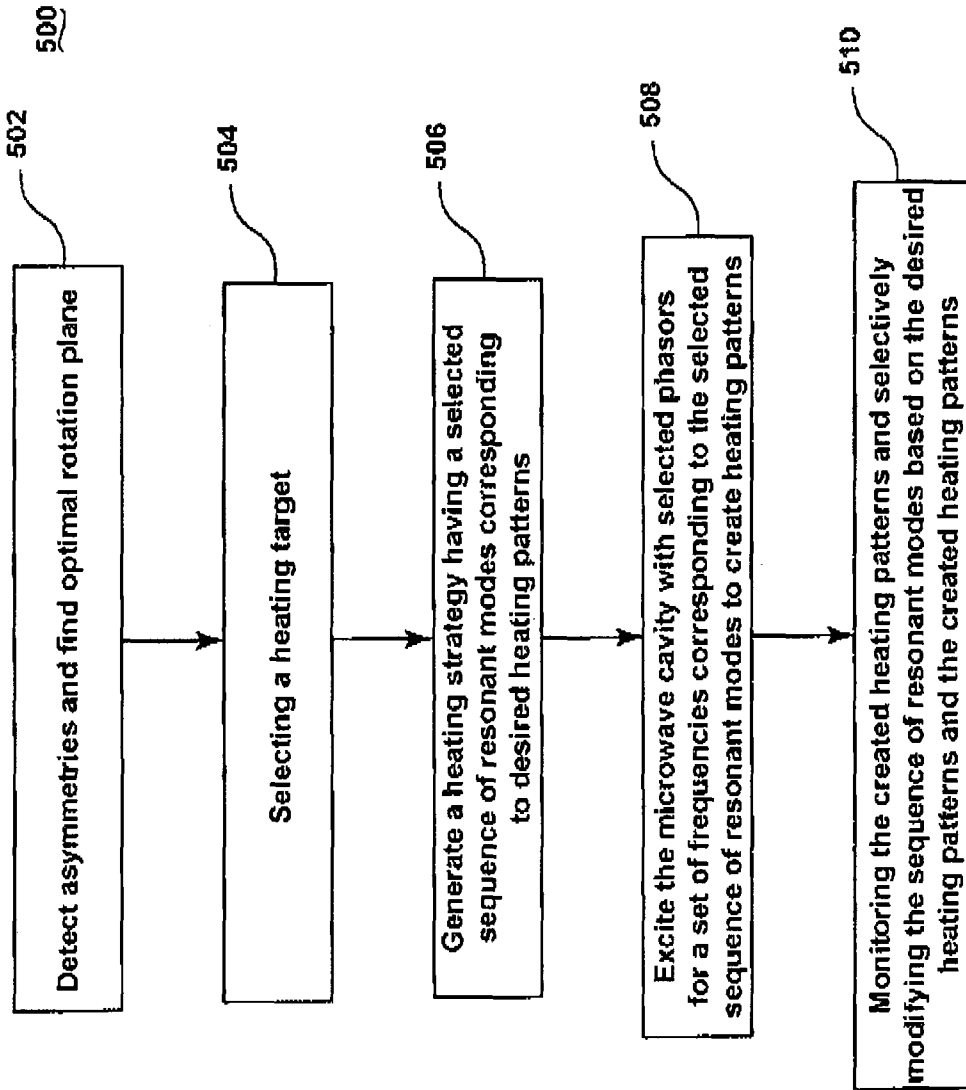 500
502
Detect asymmetries and find optimal rotation plane
504
Selecting a heating target
506
Generate a heating strategy having a selected
sequence of resonant modes corresponding
to desired heating patterns
508
Excite the microwave cavity with selected phasors
for a set of frequencies corresponding to the selected
sequence of resonant modes to create heating patterns
510
Monitoring the created heating patterns and selectively
modifying the sequence of resonant modes based on the desired
heating patterns and the created heating patterns